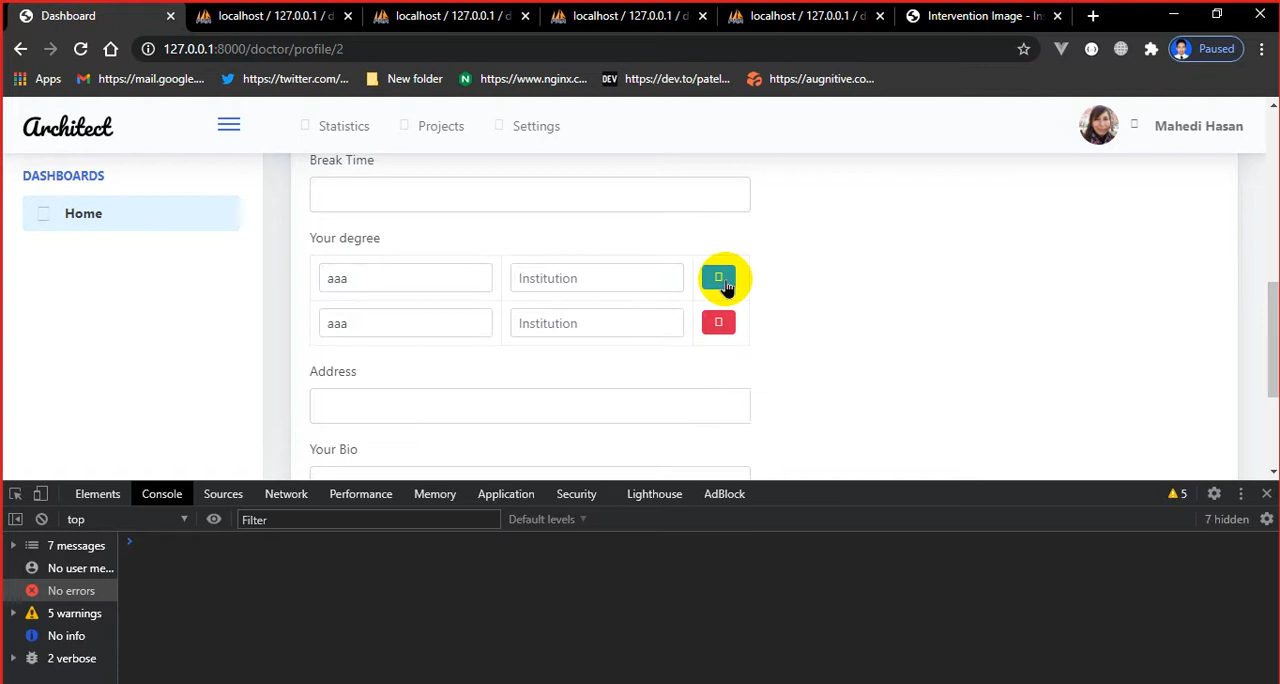 Dashboard
localhost / 127.0.0.1 / d
localhost / 127.0.0.1 / d
localhost / 127.0.0.1 / d
localhost / 127.0.0.1 / d
Intervention Image - In
127.0.0.1:8000/doctor/profile/2
Paused
Apps
https://mail.google....
https://twitter.com/...
New folder
https://www.nginx.c...
DEV
https://dev.to/patel...
https://augnitive.co...
Architect
Statistics
Projects
Settings
Mahedi Hasan
DASHBOARDS
Home
Break Time
Your degree
aaa
Institution
aaa
Institution
Address
Your Bio
Elements
Console
Sources
Network
Performance
Memory
Application
Security
Lighthouse
AdBlock
5
top
Filter
Default levels
7 hidden
7 messages
No user me...
No errors
5 warnings
No info
2 verbose